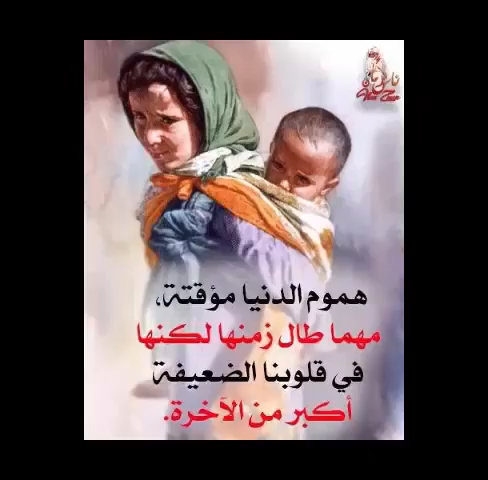 هموم الدنيا مؤقتة،
مهما طال زمنها لكنها
في قلوبنا الضعيفة
أكبر من الآخرة.